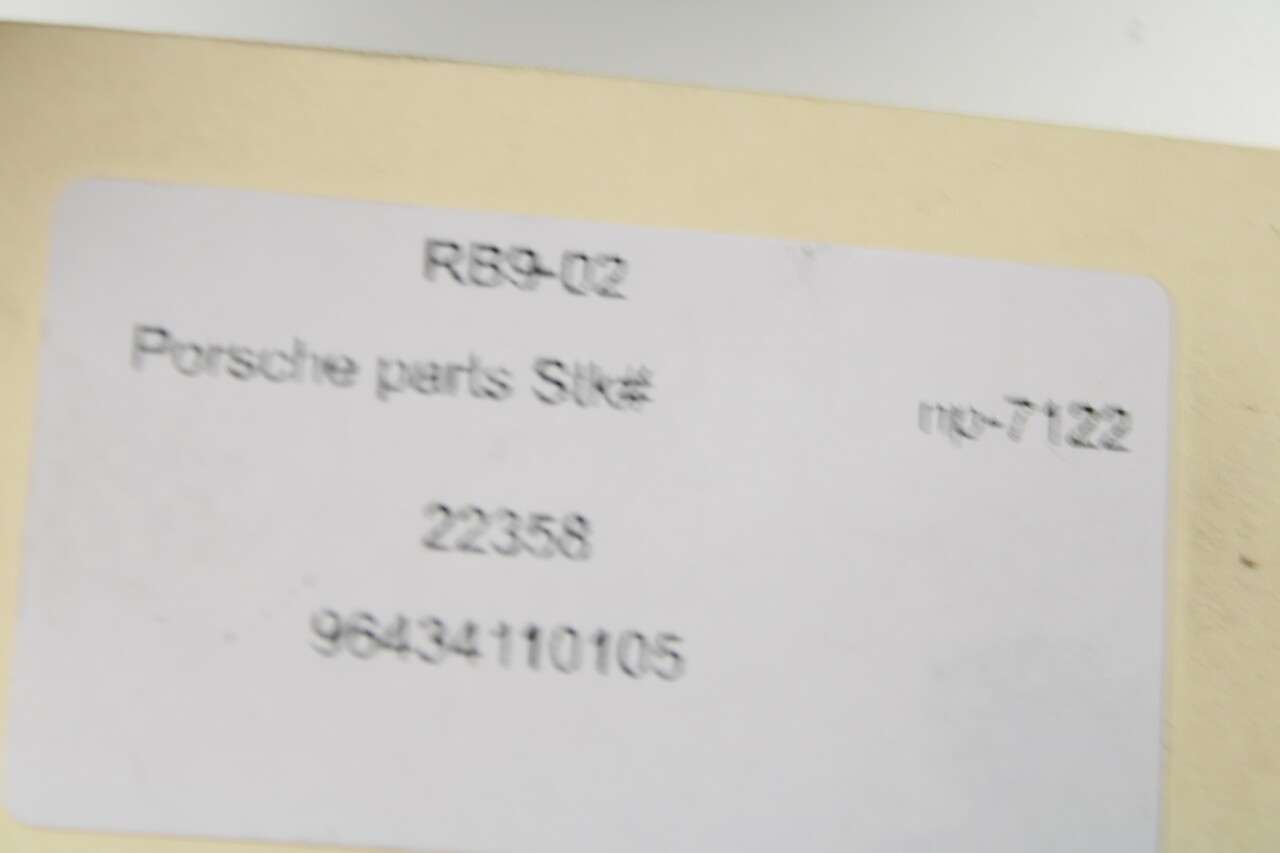 RB9-02
Porsche parts Stk#
np-7122
22358
96434110105